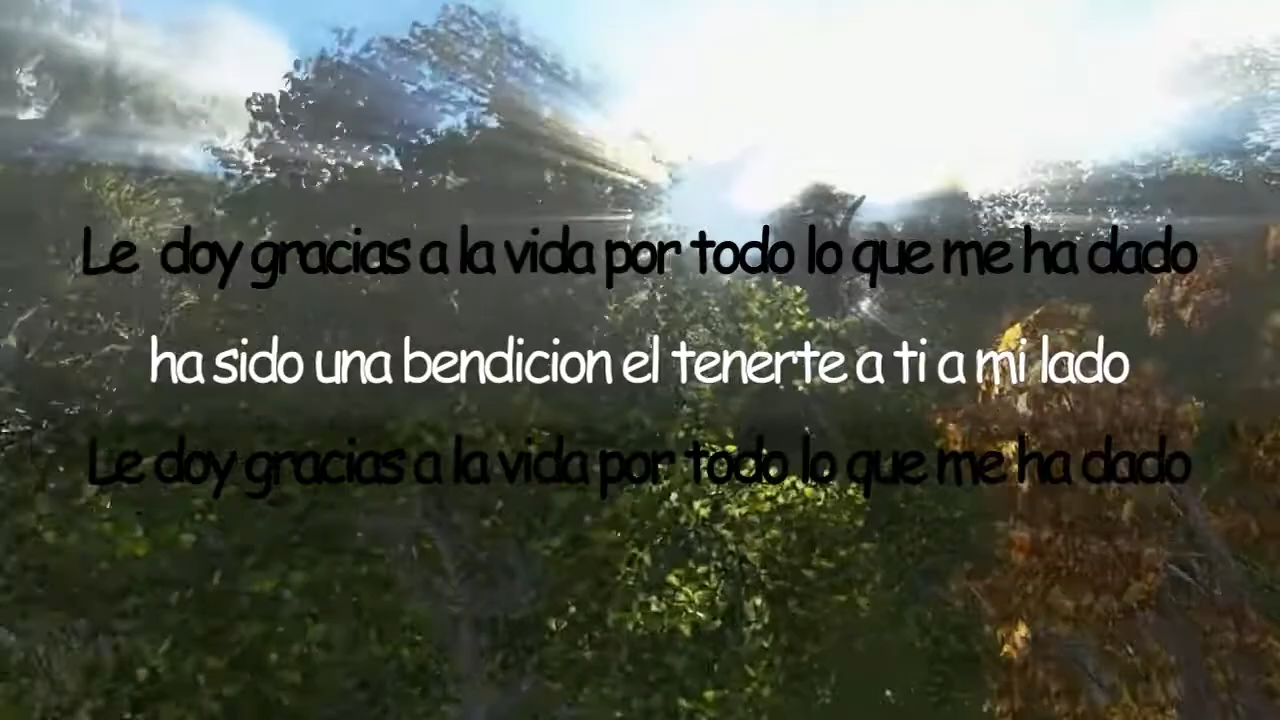 Le doy gracias a la vida por todo lo que me ha dado
ha sido una bendicion el tenerte a ti a mi lado
Le doy gracias a la vida por todo lo que me ha dado